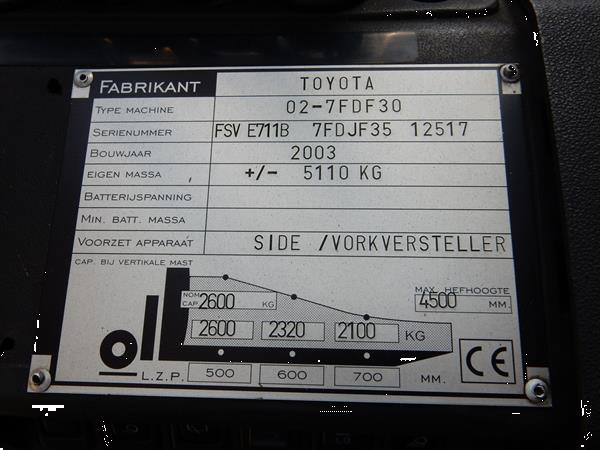 FABRIKANT TOYOTA
TYPE MACHINE 02-7FDF30
SERIENUMMER FSV E711B 7FDJF35 12517
BOUWJAAR 2003
EIGEN MASSA +/- 5110 KG
BATTERIJSPANNING
MIN. BATT. MASSA
VOORZET APPARAAT SIDE /VORKVERSTELLER
CAP. BIJ VERTIKALE MAST
MAX. HEFHOOGTE
NOM. CAP. 2600 KG 4500 MM.
2600 2320 2100 KG
CE
L.Z.P. 500 600 700 MM.